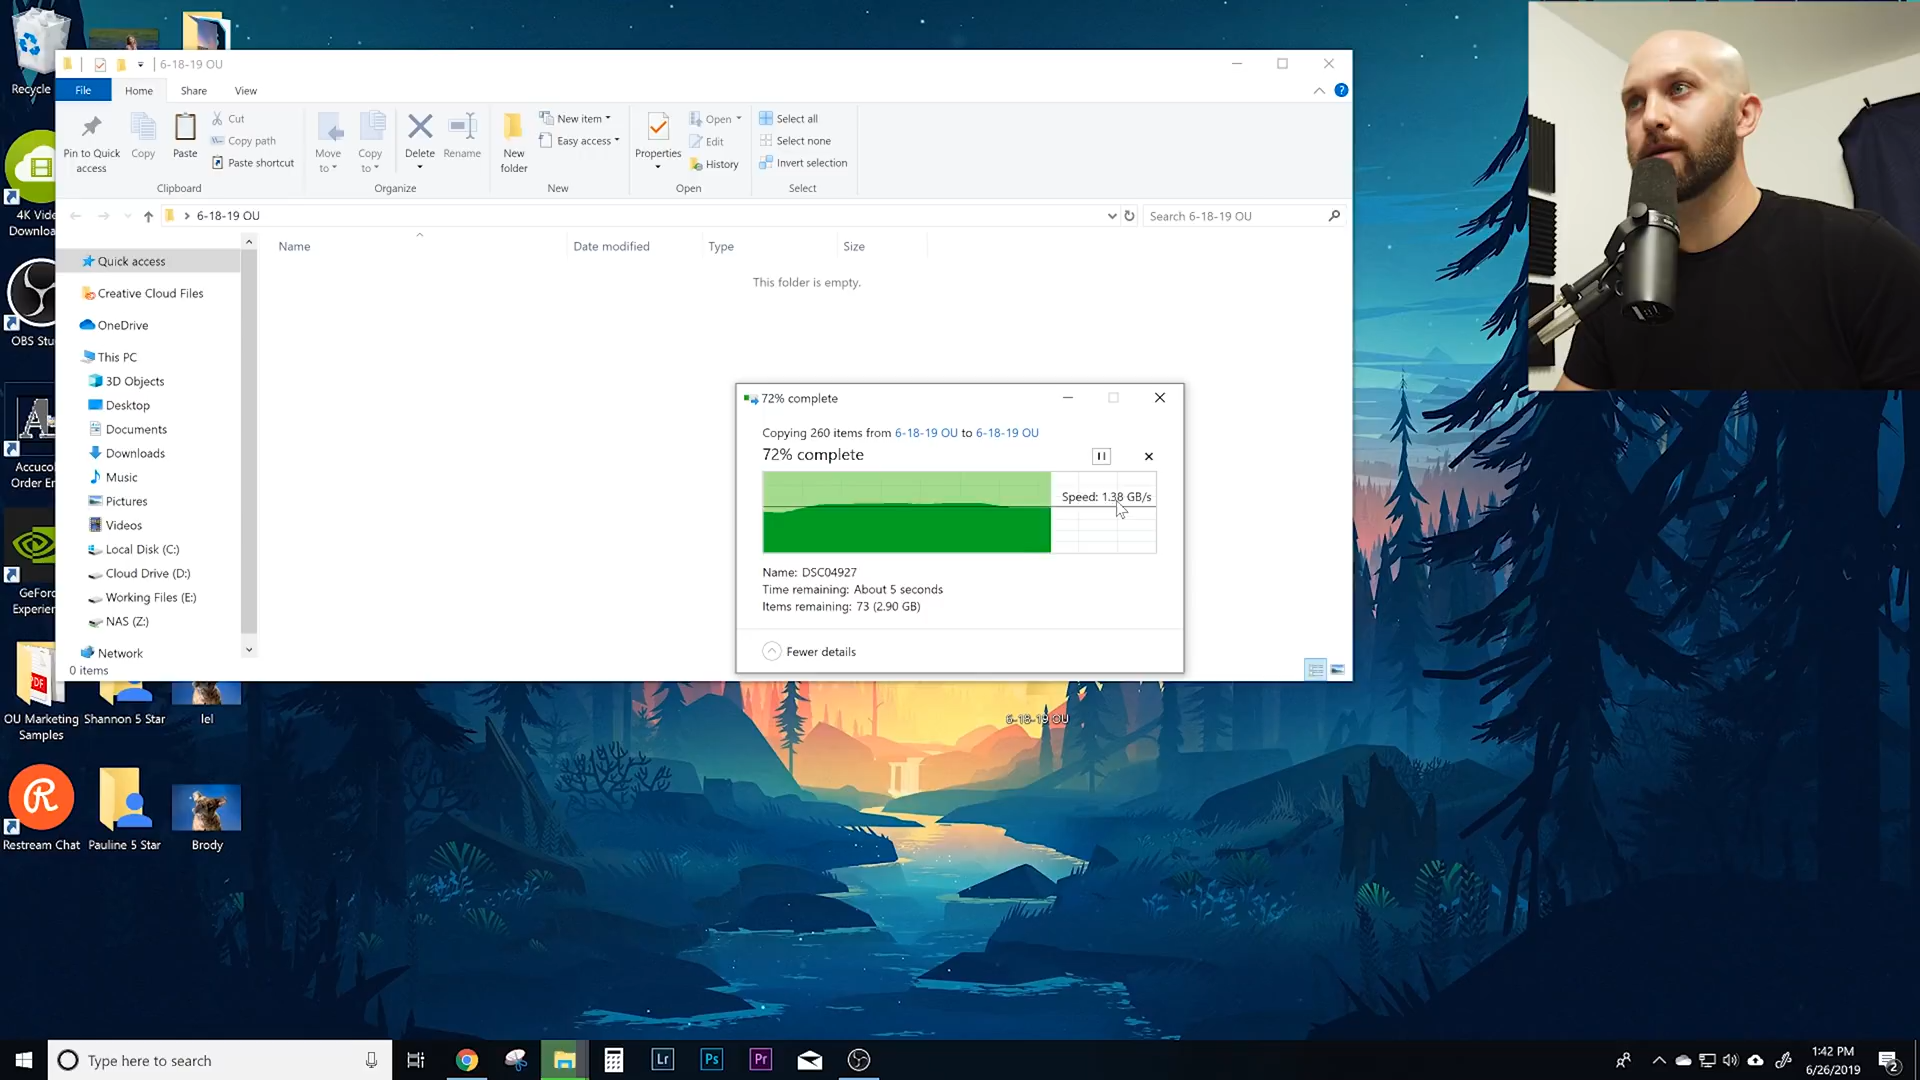 6-18-19 OU
File
Home
Share
View
Pin to Quick access
Copy
Paste
Cut
Copy path
Paste shortcut
Clipboard
Move to
Copy to
Delete
Rename
Organize
New folder
New item
Easy access
New
Properties
Open
Edit
History
Open
Select all
Select none
Invert selection
Select
6-18-19 OU
Search 6-18-19 OU
Name
Date modified
Type
Size
This folder is empty.
Quick access
Creative Cloud Files
OneDrive
This PC
3D Objects
Desktop
Documents
Downloads
Music
Pictures
Videos
Local Disk (C:)
Cloud Drive (D:)
Working Files (E:)
NAS (Z:)
Network
0 items
72% complete
Copying 260 items from 6-18-19 OU to 6-18-19 OU
72% complete
Speed: 1.38 GB/s
Name: DSC04927
Time remaining: About 5 seconds
Items remaining: 73 (2.90 GB)
Fewer details
Recycle
4K Vide
Downloa
OBS Stu
Accuco
Order En
GeFor
Experien
PDF
OU Marketing Samples
Shannon 5 Star
lel
6-18-19 OU
Restream Chat
Pauline 5 Star
Brody
Type here to search
Lr
Ps
Pr
1:42 PM
6/26/2019
2